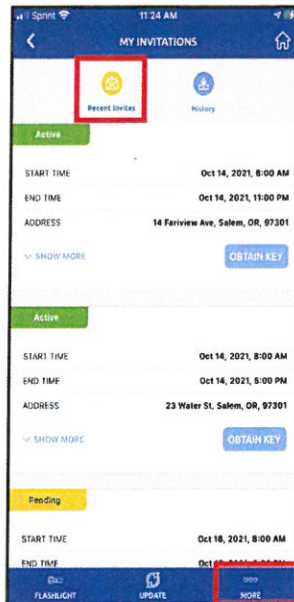 Sprint 11:24 AM
MY INVITATIONS
Recent Invites History
Active
START TIME Oct 14, 2021, 8:00 AM
END TIME Oct 14, 2021, 11:00 PM
ADDRESS 14 Fariview Ave, Salem, OR, 97301
SHOW MORE OBTAIN KEY
Active
START TIME Oct 14, 2021, 8:00 AM
END TIME Oct 14, 2021, 5:00 PM
ADDRESS 23 Water St, Salem, OR, 97301
SHOW MORE OBTAIN KEY
Pending
START TIME Oct 18, 2021, 8:00 AM
END TIME Oct
FLASHLIGHT UPDATE MORE